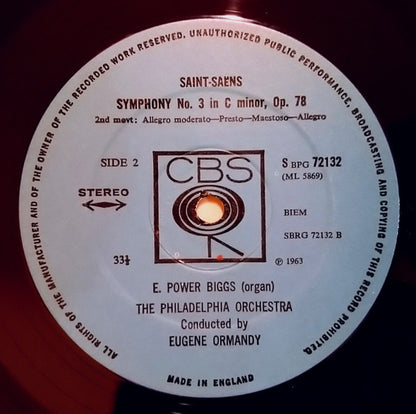 ALL RIGHTS OF THE MANUFACTURER AND OF THE OWNER OF THE RECORDED WORK RESERVED. UNAUTHORIZED PUBLIC PERFORMANCE, BROADCASTING AND COPYING OF THIS RECORD PROHIBITED.
SAINT-SAËNS
SYMPHONY No. 3 in C minor, Op. 78
2nd movt: Allegro moderato—Presto—Maestoso—Allegro
SIDE 2
CBS
S BPG 72132
(ML 5869)
STEREO
BIEM
SBRG 72132 B
33⅓
℗ 1963
E. POWER BIGGS (organ)
THE PHILADELPHIA ORCHESTRA
Conducted by
EUGENE ORMANDY
MADE IN ENGLAND